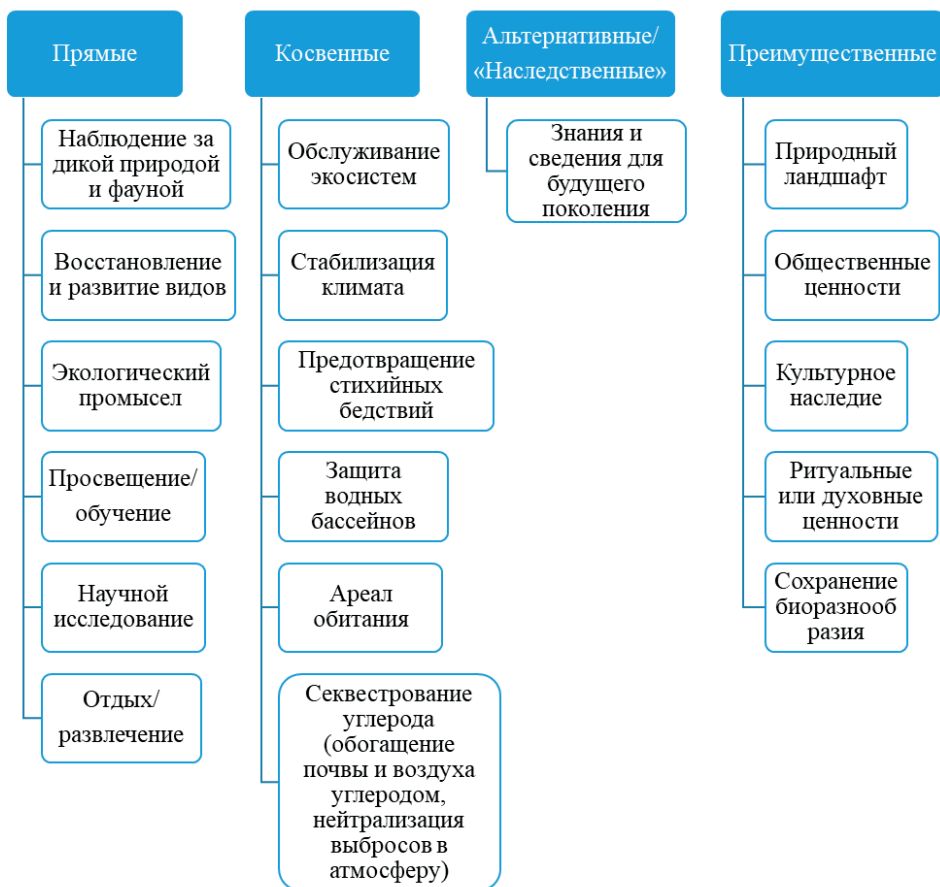 Прямые
Наблюдение за
дикой природой
и фауной
Восстановление
и развитие видов
Экологический
промысел
Просвещение/
обучение
Научной
исследование
Отдых/
развлечение
Косвенные
Обслуживание
экосистем
Стабилизация
климата
Предотвращение
стихийных
бедствий
Защита
водных
бассейнов
Ареал
обитания
Секвестрование
углерода
(обогащение
почвы и воздуха
углеродом,
нейтрализация
выбросов в
атмосферу)
Альтернативные/
«Наследственные»
Знания и
сведения для
будущего
поколения
Преимущественные
Природный
ландшафт
Общественные
ценности
Культурное
наследие
Ритуальные
или духовные
ценности
Сохранение
биоразнооб
разия